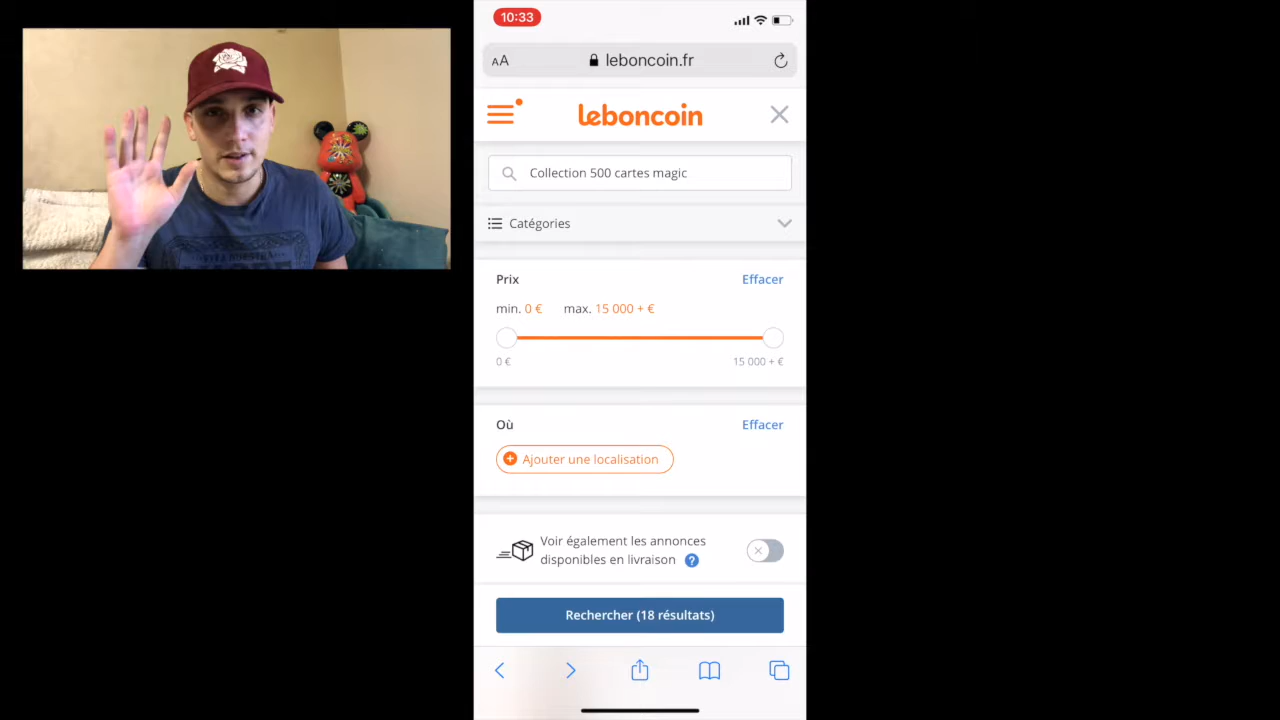 10:33
AA
leboncoin.fr
leboncoin
Collection 500 cartes magic
Catégories
Prix
Effacer
min. 0 €
max. 15 000 + €
0 €
15 000 + €
Où
Effacer
Ajouter une localisation
Voir également les annonces
disponibles en livraison ?
Rechercher (18 résultats)